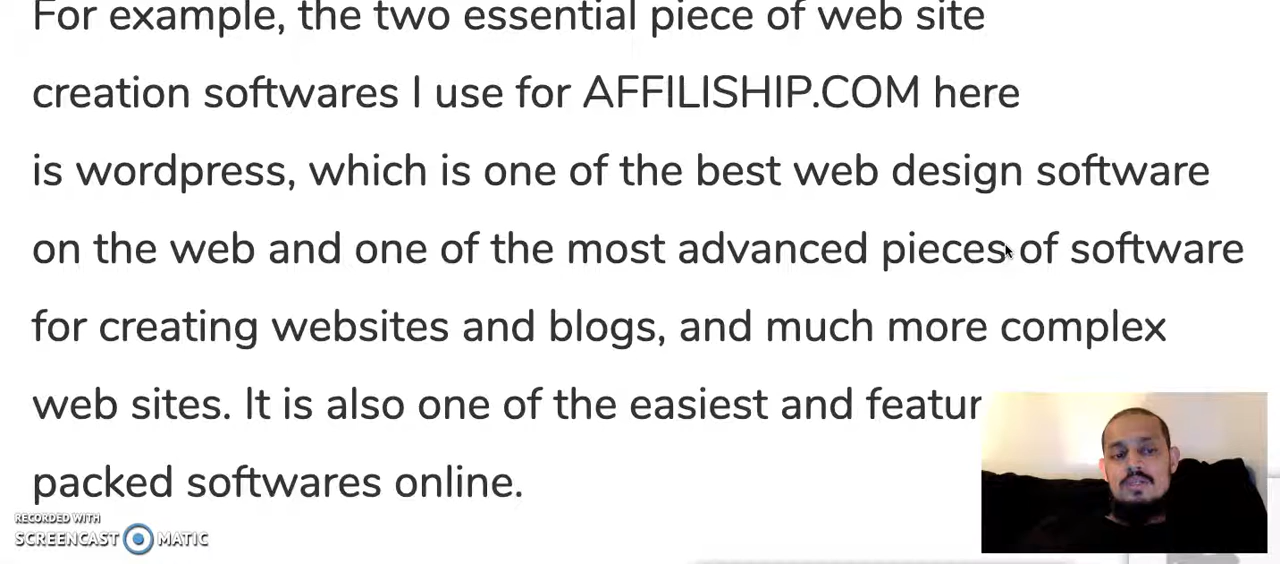 For example, the two essential piece of web site
creation softwares I use for AFFILISHIP.COM here
is wordpress, which is one of the best web design software
on the web and one of the most advanced pieces of software
for creating websites and blogs, and much more complex
web sites. It is also one of the easiest and featur
packed softwares online.
RECORDED WITH
SCREENCAST MATIC